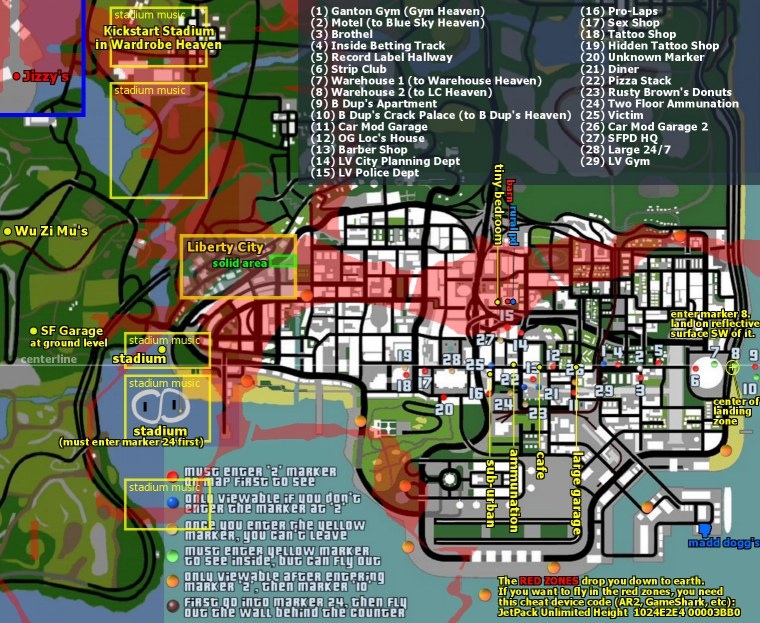 stadium music
Kickstart Stadium
in Wardrobe Heaven
Jizzy's
stadium music
(1) Ganton Gym (Gym Heaven)
(2) Motel (to Blue Sky Heaven)
(3) Brothel
(4) Inside Betting Track
(5) Record Label Hallway
(6) Strip Club
(7) Warehouse 1 (to Warehouse Heaven)
(8) Warehouse 2 (to LC Heaven)
(9) B Dup's Apartment
(10) B Dup's Crack Palace (to B Dup's Heaven)
(11) Car Mod Garage
(12) OG Loc's House
(13) Barber Shop
(14) LV City Planning Dept
(15) LV Police Dept
(16) Pro-Laps
(17) Sex Shop
(18) Tattoo Shop
(19) Hidden Tattoo Shop
(20) Unknown Marker
(21) Diner
(22) Pizza Stack
(23) Rusty Brown's Donuts
(24) Two Floor Ammunation
(25) Victim
(26) Car Mod Garage 2
(27) SFPD HQ
(28) Large 24/7
(29) LV Gym
tiny bedroom
barn
rural pd
Wu Zi Mu's
Liberty City
solid area
SF Garage
at ground level
centerline
stadium music
stadium
stadium music
stadium
(must enter marker 24 first)
stadium music
enter marker 8,
land on reflective
surface SW of it.
15
27
14
19
28
25
12
4
2
5
7
8
9
18
17
16
22
26
29
3
6
10
20
24
23
center of
landing
zone
sub-urban
ammunation
cafe
large garage
madd dogg's
must enter '2' marker
on map first to see
only viewable if you don't
enter the marker at '2'
once you enter the yellow
marker, you can't leave
must enter yellow marker
to see inside, but can fly out
only viewable after entering
marker '2', then marker '10'
first go into marker 24, then fly
out the wall behind the counter
The RED ZONES drop you down to earth.
If you want to fly in the red zones, you need
this cheat device code (AR2, GameShark, etc):
JetPack Unlimited Height 1024E2E4 00003BB0